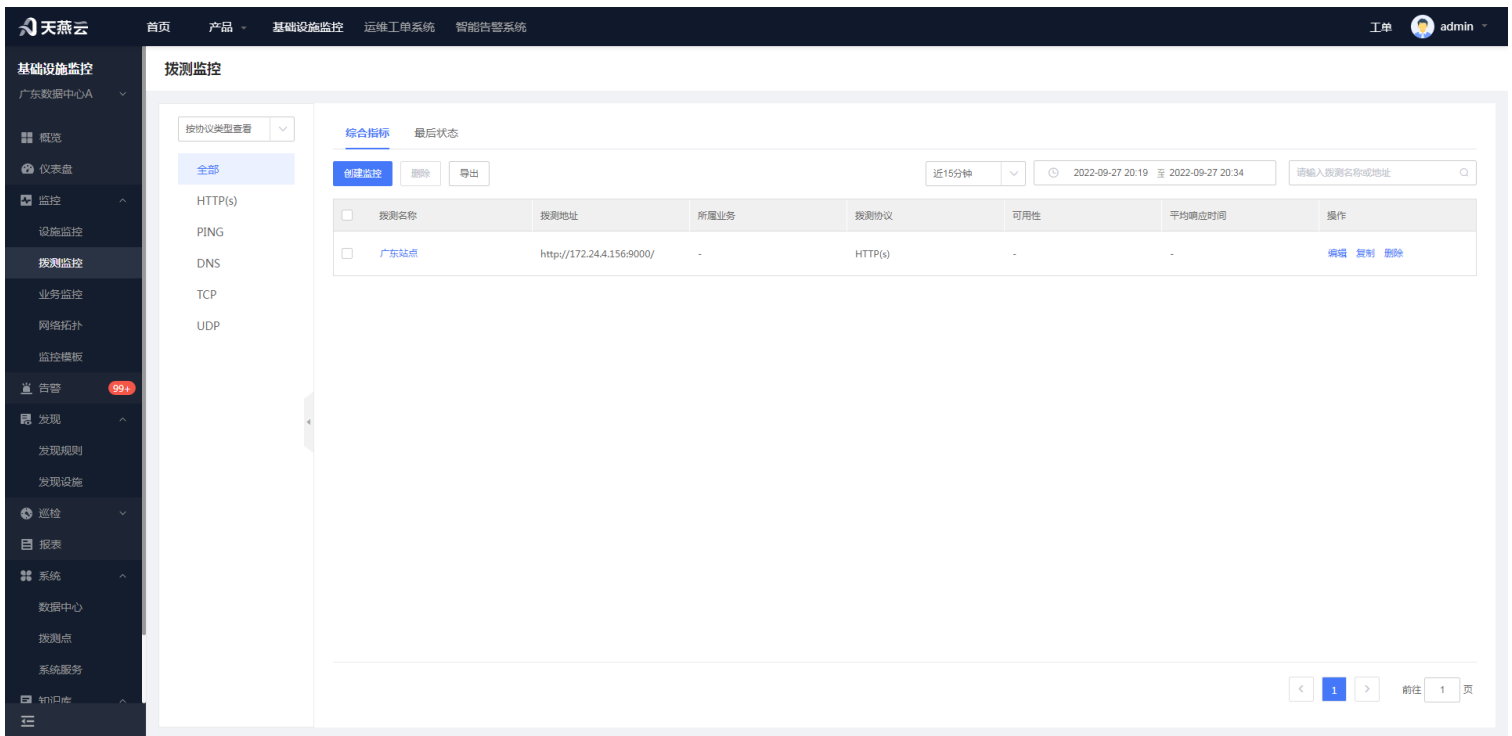 天燕云
首页 产品 基础设施监控 运维工单系统 智能告警系统 工单 admin
基础设施监控
广东数据中心A
概览
仪表盘
监控
设施监控
拨测监控
业务监控
网络拓扑
监控模板
告警 99+
发现
发现规则
发现设施
巡检
报表
系统
数据中心
拨测点
系统服务
知识库
拨测监控
按协议类型查看
全部
HTTP(s)
PING
DNS
TCP
UDP
综合指标 最后状态
创建监控 删除 导出 近15分钟 2022-09-27 20:19 至 2022-09-27 20:34 请输入拨测名称或地址
拨测名称 拨测地址 所属业务 拨测协议 可用性 平均响应时间 操作
广东站点 http://172.24.4.156:9000/ - HTTP(s) - - 编辑 复制 删除
1 前往 1 页